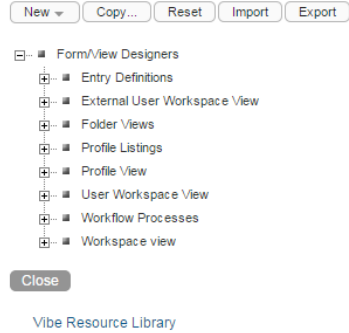 New Copy... Reset Import Export
Form/View Designers
Entry Definitions
External User Workspace View
Folder Views
Profile Listings
Profile View
User Workspace View
Workflow Processes
Workspace view
Close
Vibe Resource Library